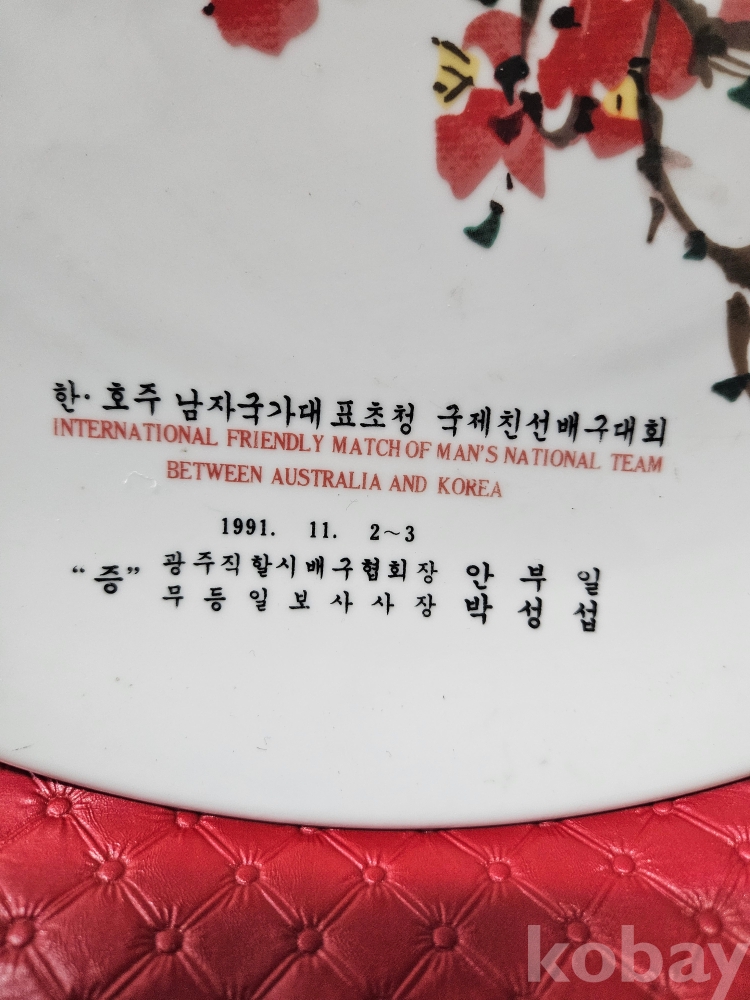 한·호주 남자국가대표초청 국제친선배구대회
INTERNATIONAL FRIENDLY MATCH OF MAN'S NATIONAL TEAM
BETWEEN AUSTRALIA AND KOREA
1991. 11. 2~3
“증” 광주직할시배구협회장 안부일
무등일보사사장 박성섭
kobay